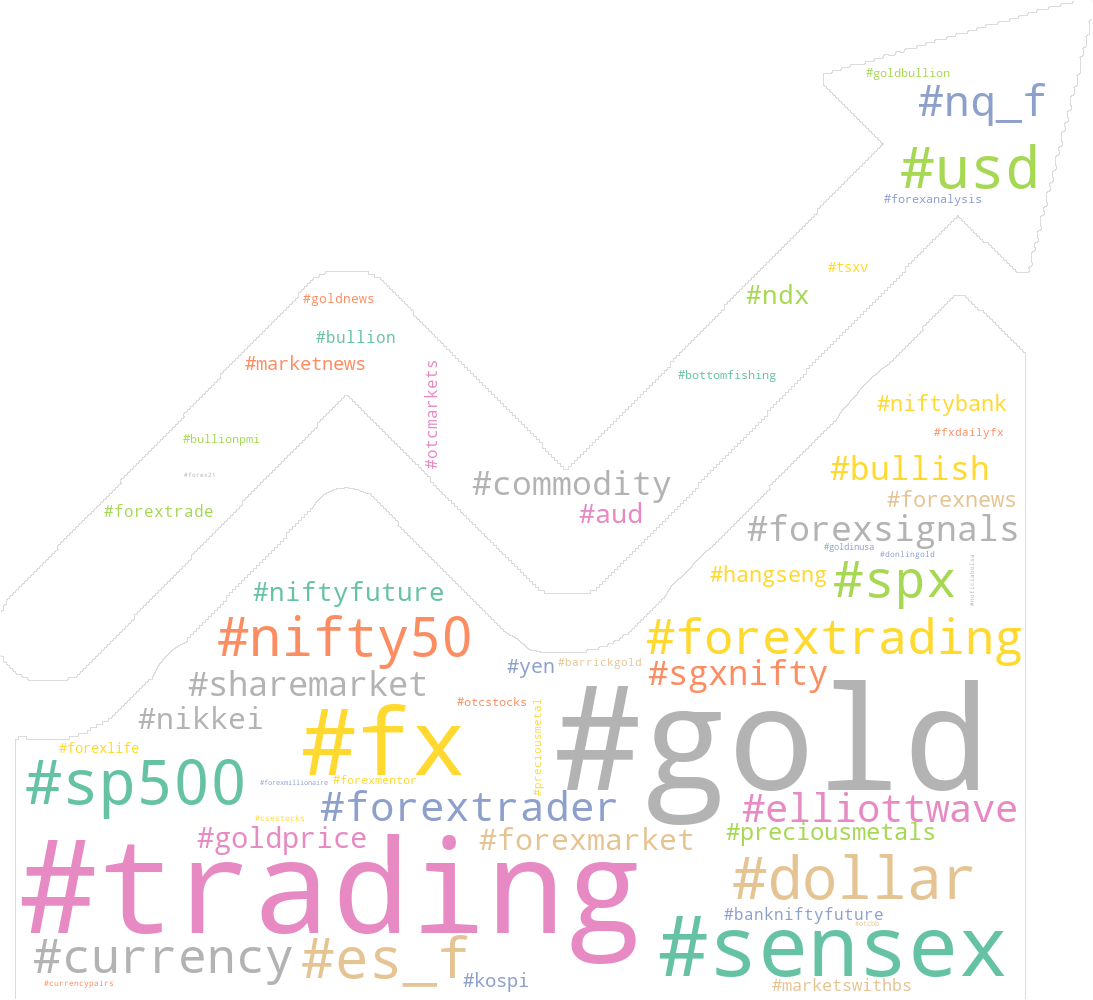 #goldbullion
#nq_f
#usd
#forexanalysis
#tsxv
#ndx
#goldnews
#bullion
#marketnews
#otcmarkets
#bottomfishing
#niftybank
#fxdailyfx
#bullionpmi
#bullish
#forex21
#commodity
#forexnews
#forextrade
#aud
#forexsignals
#goldinusa
#donlingold
#hangseng
#spx
#noticiabolsa
#niftyfuture
#nifty50
#forextrading
#yen
#barrickgold
#sgxnifty
#sharemarket
#otcstocks
#nikkei
#fx
#preciousmetal
#gold
#forexlife
#sp500
#forexmillionaire
#forexmentor
#forextrader
#elliottwave
#csestocks
#goldprice
#forexmarket
#preciousmetals
#trading
#dollar
#bankniftyfuture
#sensex
#currency
#es_f
#kospi
#currencypairs
#marketswithbs